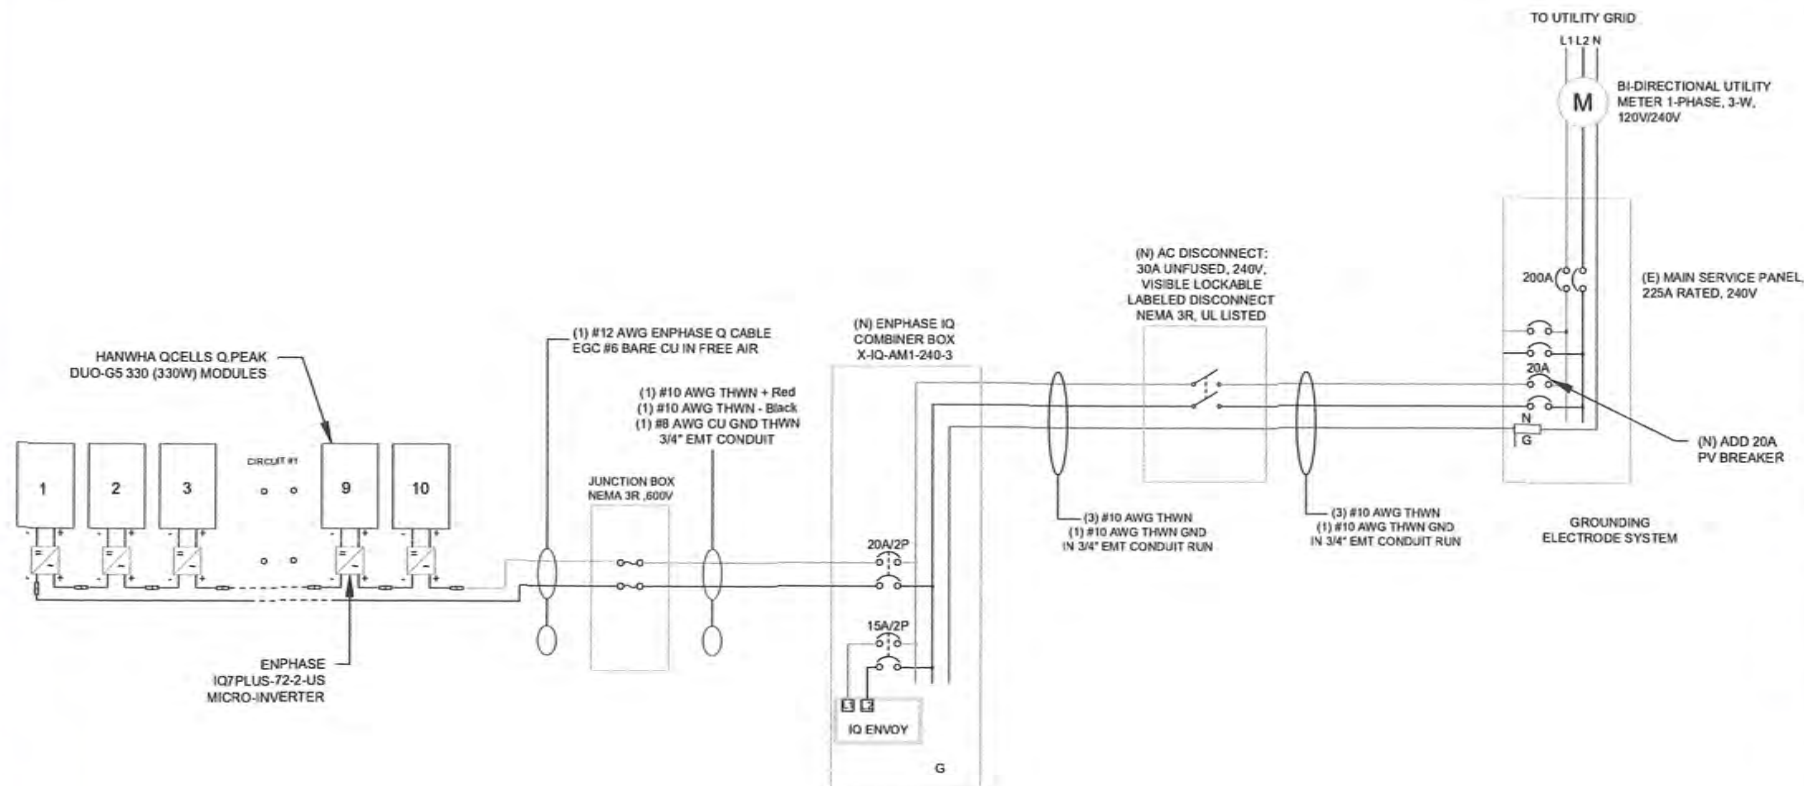 TO UTILITY GRID
L1 L2 N
M
BI-DIRECTIONAL UTILITY
METER 1-PHASE, 3-W,
120V/240V
200A
(E) MAIN SERVICE PANEL,
225A RATED, 240V
20A
N
G
(N) ADD 20A
PV BREAKER
GROUNDING
ELECTRODE SYSTEM
(N) AC DISCONNECT:
30A UNFUSED, 240V,
VISIBLE LOCKABLE
LABELED DISCONNECT
NEMA 3R, UL LISTED
(3) #10 AWG THWN
(1) #10 AWG THWN GND
IN 3/4" EMT CONDUIT RUN
(3) #10 AWG THWN
(1) #10 AWG THWN GND
IN 3/4" EMT CONDUIT RUN
(N) ENPHASE IQ
COMBINER BOX
X-IQ-AM1-240-3
20A/2P
15A/2P
L1 L2
IQ ENVOY
G
(1) #12 AWG ENPHASE Q CABLE
EGC #6 BARE CU IN FREE AIR
(1) #10 AWG THWN + Red
(1) #10 AWG THWN - Black
(1) #8 AWG CU GND THWN
3/4" EMT CONDUIT
JUNCTION BOX
NEMA 3R ,600V
HANWHA QCELLS Q.PEAK
DUO-G5 330 (330W) MODULES
CIRCUIT #1
1 2 3 9 10
- + - + - + - + - +
ENPHASE
IQ7PLUS-72-2-US
MICRO-INVERTER